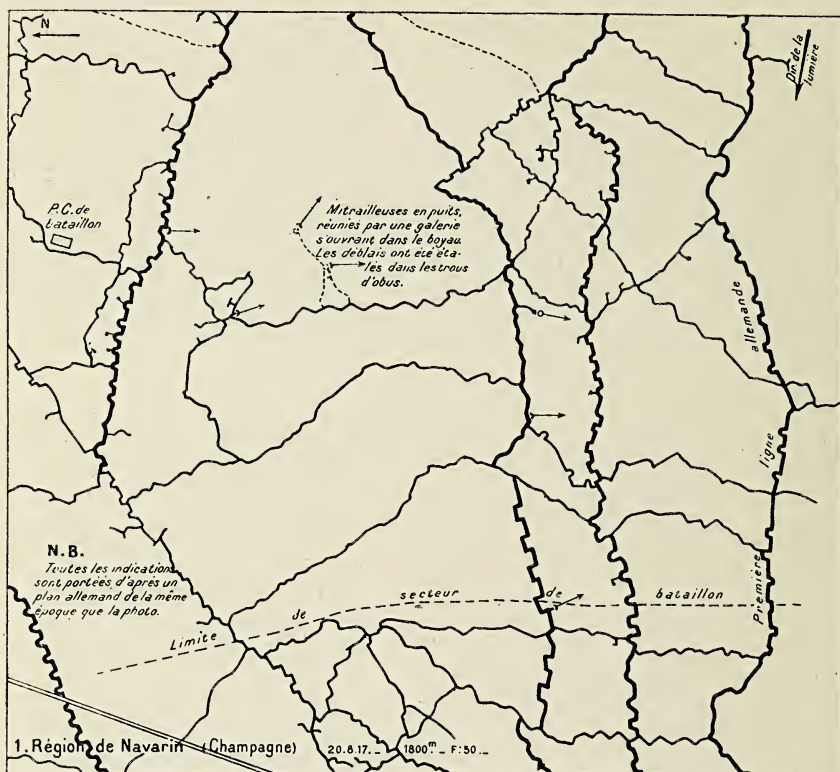 N
Dir. de la
lumière
P.C. de
bataillon
Mitrailleuses en puits,
réunies par une galerie
s'ouvrant dans le boyau.
Les déblais ont été éta-
lés dans les trous
d'obus.
Première ligne allemande
N.B.
Toutes les indications
sont portées d'après un
plan allemand de la même
époque que la photo.
Limite de secteur de bataillon
1. Région de Navarin (Champagne) 20.8.17._ 1800m_ F:50._